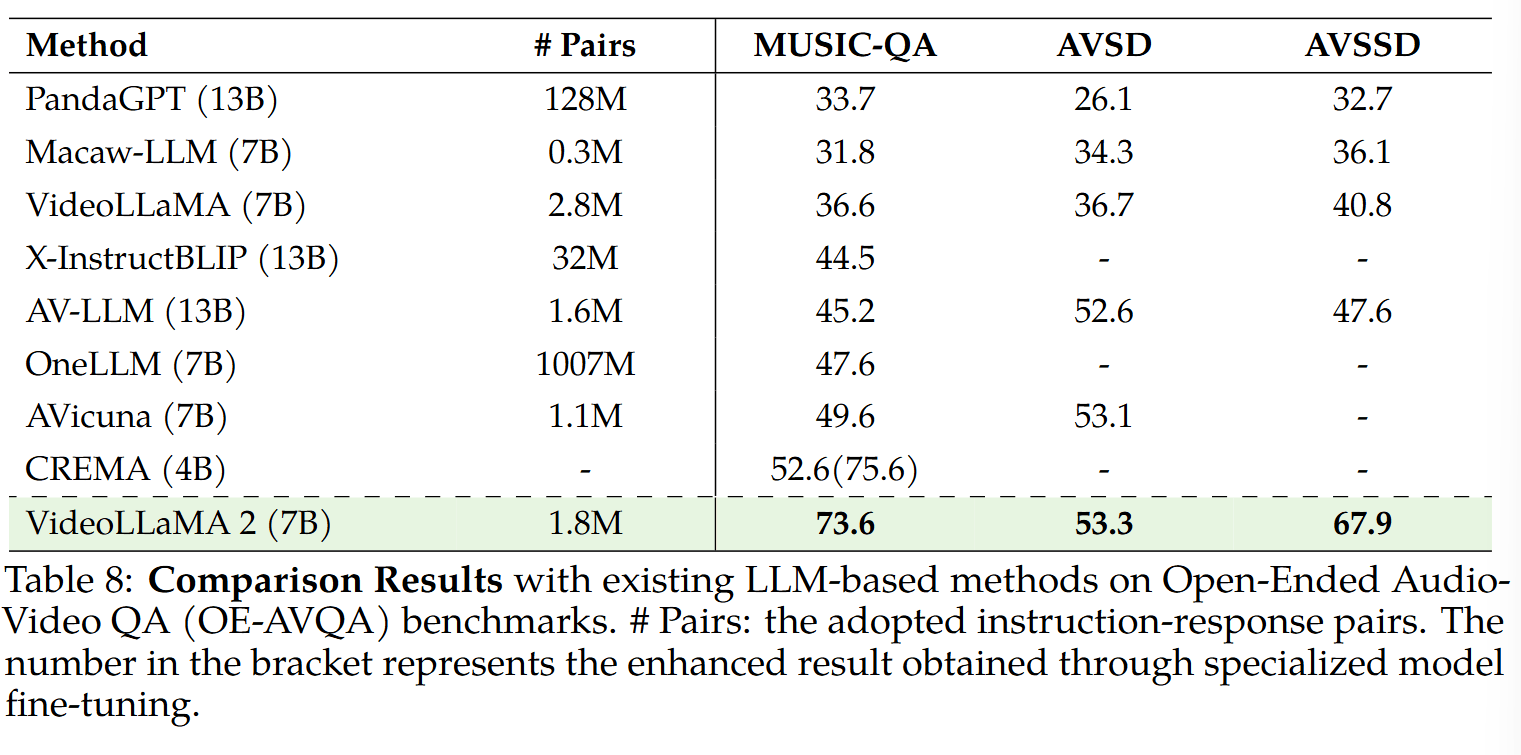 Method # Pairs MUSIC-QA AVSD AVSSD
PandaGPT (13B) 128M 33.7 26.1 32.7
Macaw-LLM (7B) 0.3M 31.8 34.3 36.1
VideoLLaMA (7B) 2.8M 36.6 36.7 40.8
X-InstructBLIP (13B) 32M 44.5 - -
AV-LLM (13B) 1.6M 45.2 52.6 47.6
OneLLM (7B) 1007M 47.6 - -
AVicuna (7B) 1.1M 49.6 53.1 -
CREMA (4B) - 52.6(75.6) - -
VideoLLaMA 2 (7B) 1.8M 73.6 53.3 67.9
Table 8: Comparison Results with existing LLM-based methods on Open-Ended Audio-
Video QA (OE-AVQA) benchmarks. # Pairs: the adopted instruction-response pairs. The
number in the bracket represents the enhanced result obtained through specialized model
fine-tuning.